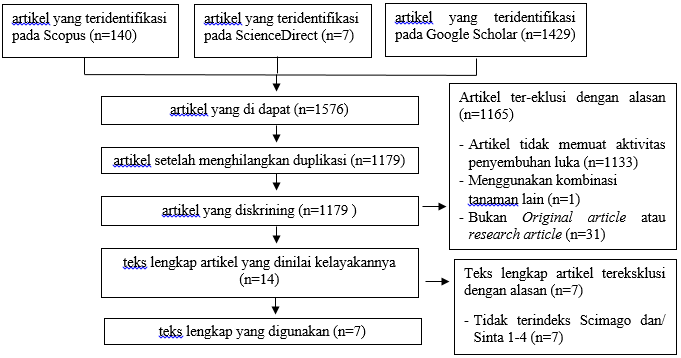 artikel yang teridentifikasi
pada Scopus (n=140)
artikel yang teridentifikasi
pada ScienceDirect (n=7)
artikel yang teridentifikasi
pada Google Scholar (n=1429)
artikel yang di dapat (n=1576)
artikel setelah menghilangkan duplikasi (n=1179)
artikel yang diskrining (n=1179 )
Artikel ter-eklusi dengan alasan
(n=1165)
- Artikel tidak memuat aktivitas
penyembuhan luka (n=1133)
- Menggunakan kombinasi
tanaman lain (n=1)
- Bukan Original article atau
research article (n=31)
teks lengkap artikel yang dinilai kelayakannya
(n=14)
Teks lengkap artikel tereksklusi
dengan alasan (n=7)
- Tidak terindeks Scimago dan/
Sinta 1-4 (n=7)
teks lengkap yang digunakan (n=7)